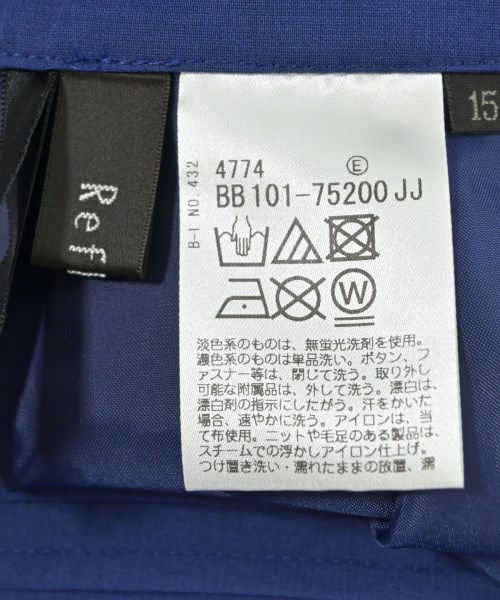 15
Ref
B-I NO.432
4774 Ⓔ
BB101-75200JJ
W
淡色系のものは、無蛍光洗剤を使用。
濃色系のものは単品洗い。ボタン、フ
ァスナー等は、閉じて洗う。取り外し
可能な附属品は、外して洗う。漂白は、
漂白剤の指示にしたがう。汗をかいた
場合、速やかに洗う。アイロンは、当
て布使用。ニットや毛足のある製品は、
スチームでの浮かしアイロン仕上げ。
つけ置き洗い・濡れたままの放置、濡